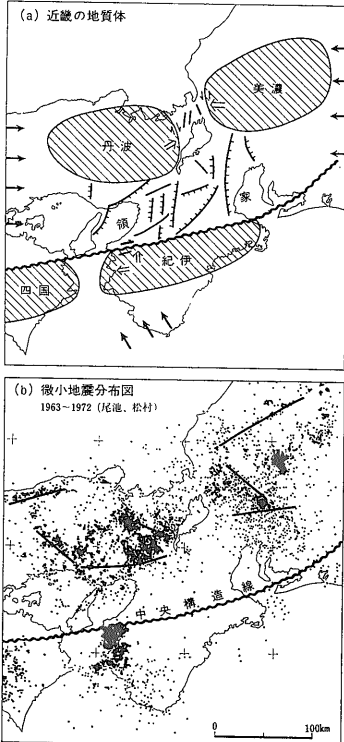 (a) 近畿の地質体
美濃
丹波
家
領
紀伊
四国
(b) 微小地震分布図
1963~1972 (尾池、松村)
中央構造線
0 100km